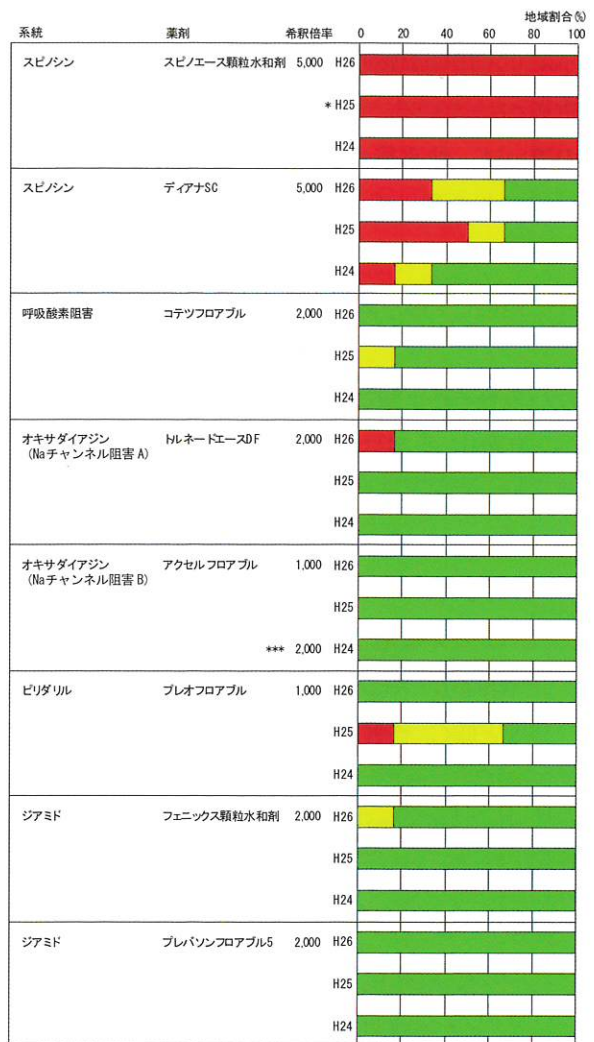 地域割合(%)
系統 薬剤 希釈倍率 0 20 40 60 80 100
スピノシン スピノエース顆粒水和剤 5,000 H26
* H25
H24
スピノシン ディアナSC 5,000 H26
H25
H24
呼吸酸素阻害 コテツフロアブル 2,000 H26
H25
H24
オキサダイアジン トルネードエースDF 2,000 H26
(Naチャンネル阻害 A)
H25
H24
オキサダイアジン アクセルフロアブル 1,000 H26
(Naチャンネル阻害 B)
H25
*** 2,000 H24
ピリダリル プレオフロアブル 1,000 H26
H25
H24
ジアミド フェニックス顆粒水和剤 2,000 H26
H25
H24
ジアミド プレバソンフロアブル5 2,000 H26
H25
H24